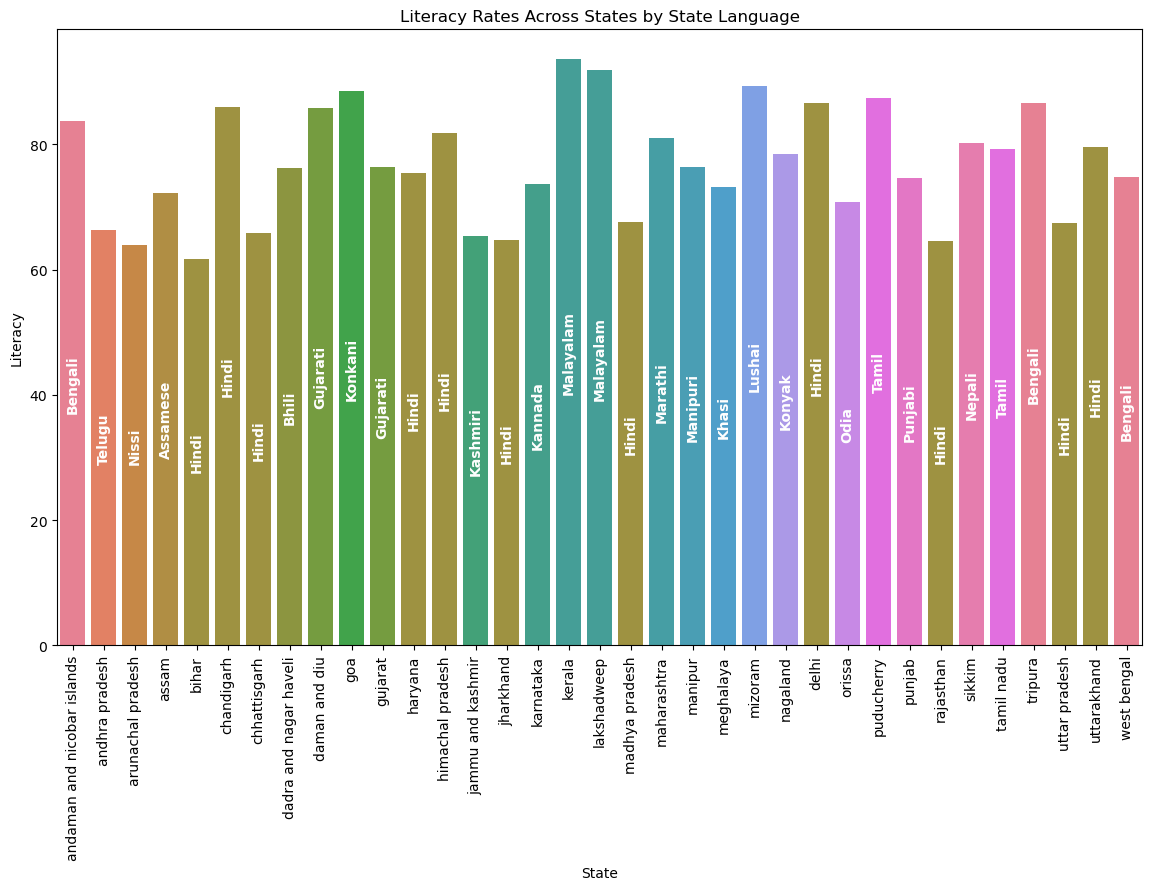 Literacy Rates Across States by State Language
Literacy
80
60
40
20
0
Bengali
Telugu
Nissi
Assamese
Hindi
Hindi
Hindi
Bhili
Gujarati
Konkani
Gujarati
Hindi
Hindi
Kashmiri
Hindi
Kannada
Malayalam
Malayalam
Hindi
Marathi
Manipuri
Khasi
Lushai
Konyak
Hindi
Odia
Tamil
Punjabi
Hindi
Nepali
Tamil
Bengali
Hindi
Hindi
Bengali
andaman and nicobar islands
andhra pradesh
arunachal pradesh
assam
bihar
chandigarh
chhattisgarh
dadra and nagar haveli
daman and diu
goa
gujarat
haryana
himachal pradesh
jammu and kashmir
jharkhand
karnataka
kerala
lakshadweep
madhya pradesh
maharashtra
manipur
meghalaya
mizoram
nagaland
delhi
orissa
puducherry
punjab
rajasthan
sikkim
tamil nadu
tripura
uttar pradesh
uttarakhand
west bengal
State